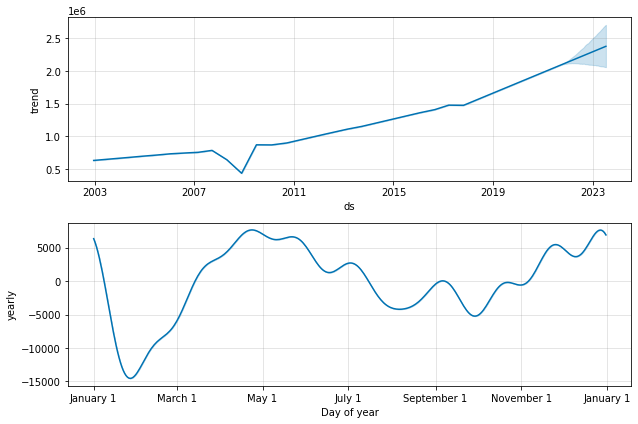 1e6
2.5
2.0
1.5
1.0
0.5
trend
2003 2007 2011 2015 2019 2023
ds
5000
0
−5000
−10000
−15000
yearly
January 1 March 1 May 1 July 1 September 1 November 1 January 1
Day of year